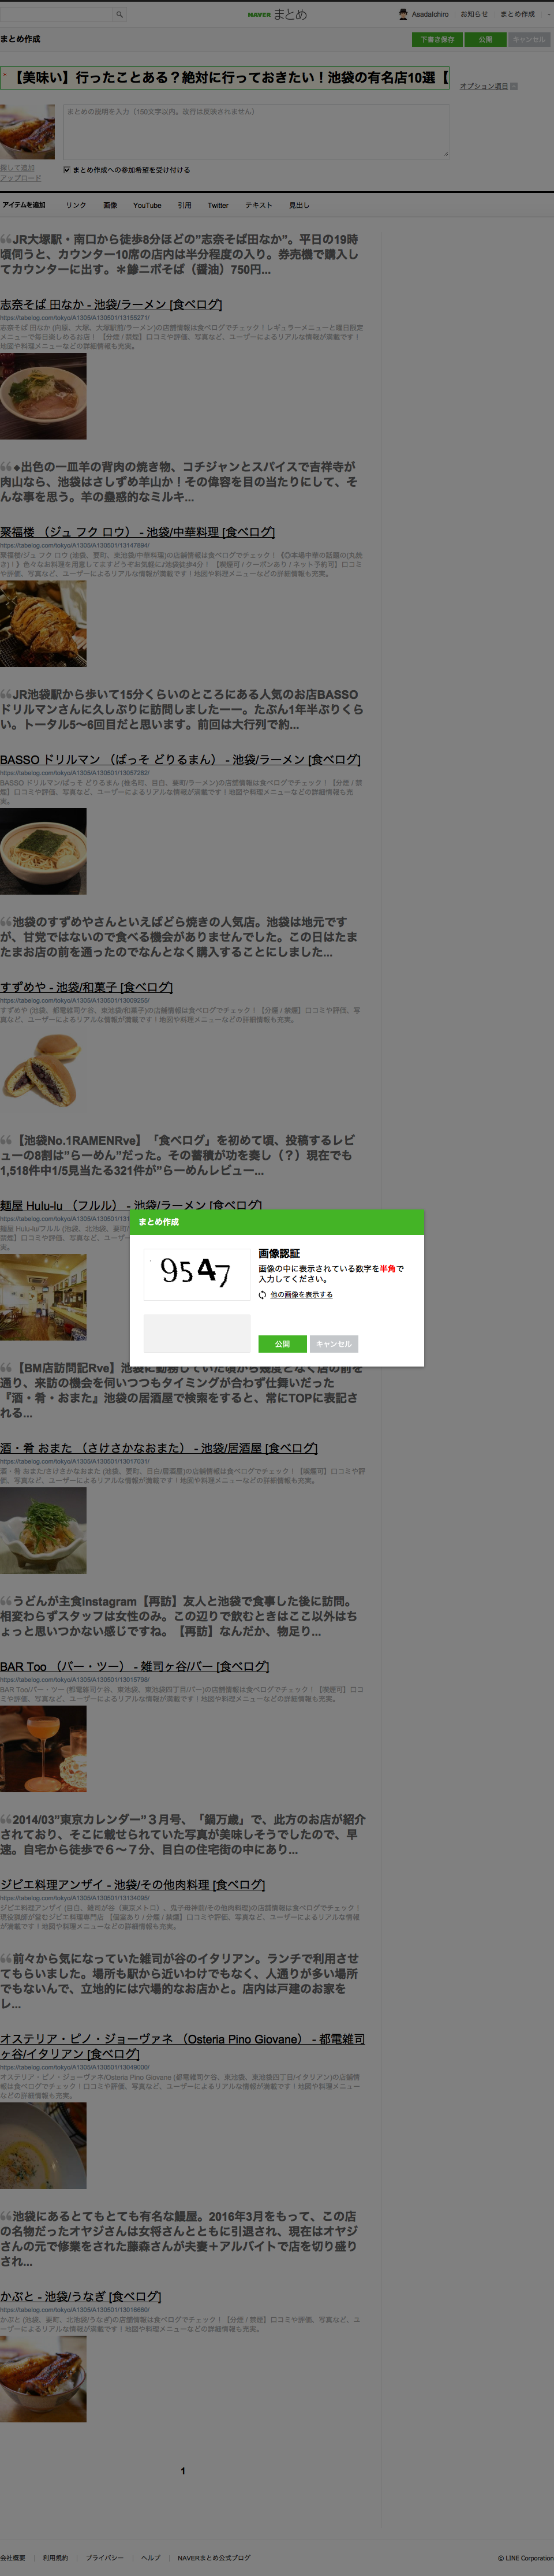 NAVER まとめ
AsadaIchiro
お知らせ
まとめ作成
まとめ作成
下書き保存
公開
キャンセル
* 【美味い】行ったことある？絶対に行っておきたい！池袋の有名店10選【
オプション項目
まとめの説明を入力（150文字以内。改行は反映されません）
探して追加
アップロード
まとめ作成への参加希望を受け付ける
アイテムを追加
リンク
画像
YouTube
引用
Twitter
テキスト
見出し
JR大塚駅・南口から徒歩8分ほどの”志奈そば田なか”。平日の19時
頃伺うと、カウンター10席の店内は半分程度の入り。券売機で購入し
てカウンターに出す。＊鰺ニボそば（醤油）750円...
志奈そば 田なか - 池袋/ラーメン [食べログ]
https://tabelog.com/tokyo/A1305/A130501/13155271/
志奈そば 田なか (向原、大塚、大塚駅前/ラーメン)の店舗情報は食べログでチェック！レギュラーメニューと曜日限定
メニューで毎日楽しめるお店！ 【分煙 / 禁煙】口コミや評価、写真など、ユーザーによるリアルな情報が満載です！
地図や料理メニューなどの詳細情報も充実。
◆出色の一皿羊の背肉の焼き物、コチジャンとスパイスで吉祥寺が
肉山なら、池袋はさしずめ羊山か！その偉容を目の当たりにして、そ
んな事を思う。羊の蠱惑的なミルキ...
聚福楼 （ジュ フク ロウ） - 池袋/中華料理 [食べログ]
https://tabelog.com/tokyo/A1305/A130501/13147894/
聚福楼/ジュ フク ロウ (池袋、要町、東池袋/中華料理)の店舗情報は食べログでチェック！《◎本場中華の話題の(丸焼
き)！》色々なお料理を用意してますどうぞお気軽に♪池袋徒歩4分！ 【喫煙可 / クーポンあり / ネット予約可】口コミ
や評価、写真など、ユーザーによるリアルな情報が満載です！地図や料理メニューなどの詳細情報も充実。
JR池袋駅から歩いて15分くらいのところにある人気のお店BASSO
ドリルマンさんに久しぶりに訪問しましたーー。たぶん1年半ぶりくら
い。トータル5〜6回目だと思います。前回は大行列で約...
BASSO ドリルマン （ばっそ どりるまん） - 池袋/ラーメン [食べログ]
https://tabelog.com/tokyo/A1305/A130501/13057282/
BASSO ドリルマン/ばっそ どりるまん (椎名町、目白、要町/ラーメン)の店舗情報は食べログでチェック！【分煙 / 禁
煙】口コミや評価、写真など、ユーザーによるリアルな情報が満載です！地図や料理メニューなどの詳細情報も充
実。
池袋のすずめやさんといえばどら焼きの人気店。池袋は地元です
が、甘党ではないので食べる機会がありませんでした。この日はたま
たまお店の前を通ったのでなんとなく購入することにしました...
すずめや - 池袋/和菓子 [食べログ]
https://tabelog.com/tokyo/A1305/A130501/13009255/
すずめや (池袋、都電雑司ケ谷、東池袋/和菓子)の店舗情報は食べログでチェック！【分煙 / 禁煙】口コミや評価、写
真など、ユーザーによるリアルな情報が満載です！地図や料理メニューなどの詳細情報も充実。
【池袋No.1RAMENRve】「食べログ」を初めて頃、投稿するレビ
ューの8割は”らーめん”だった。その蓄積が功を奏し（？）現在でも
1,518件中1/5見当たる321件が”らーめんレビュー...
麺屋 Hulu-lu （フルル） - 池袋/ラーメン [食べログ]
https://tabelog.com/tokyo/A1305/A130501/131
麺屋 Hulu-lu/フルル (池袋、北池袋、要町/
実。
まとめ作成
9547
画像認証
画像の中に表示されている数字を半角で
入力してください。
他の画像を表示する
公開
キャンセル
【BM店訪問記Rve】池袋に勤務していた頃から幾度となく店の前を
通り、来訪の機会を伺いつつもタイミングが合わず仕舞いだった
『酒・肴・おまた』池袋の居酒屋で検索をすると、常にTOPに表記さ
れる...
酒・肴 おまた （さけさかなおまた） - 池袋/居酒屋 [食べログ]
https://tabelog.com/tokyo/A1305/A130501/13017031/
酒・肴 おまた/さけさかなおまた (池袋、要町、目白/居酒屋)の店舗情報は食べログでチェック！【喫煙可】口コミや評
価、写真など、ユーザーによるリアルな情報が満載です！地図や料理メニューなどの詳細情報も充実。
うどんが主食instagram【再訪】友人と池袋で食事した後に訪問。
相変わらずスタッフは女性のみ。この辺りで飲むときはここ以外はち
ょっと思いつかない感じですね。【再訪】なんだか、物足り...
BAR Too （バー・ツー） - 雑司ヶ谷/バー [食べログ]
https://tabelog.com/tokyo/A1305/A130501/13015798/
BAR Too/バー・ツー (都電雑司ケ谷、東池袋、東池袋四丁目/バー)の店舗情報は食べログでチェック！【喫煙可】口コ
ミや評価、写真など、ユーザーによるリアルな情報が満載です！地図や料理メニューなどの詳細情報も充実。
2014/03”東京カレンダー”３月号、「鍋万歳」で、此方のお店が紹介
されており、そこに載せられていた写真が美味しそうでしたので、早
速。自宅から徒歩で６〜７分、目白の住宅街の中にあり...
ジビエ料理アンザイ - 池袋/その他肉料理 [食べログ]
https://tabelog.com/tokyo/A1305/A130501/13134095/
ジビエ料理アンザイ (目白、雑司が谷（東京メトロ）、鬼子母神前/その他肉料理)の店舗情報は食べログでチェック！
現役猟師が営むジビエ料理専門店 【個室あり / 分煙 / 禁煙】口コミや評価、写真など、ユーザーによるリアルな情報
が満載です！地図や料理メニューなどの詳細情報も充実。
前々から気になっていた雑司が谷のイタリアン。ランチで利用させ
てもらいました。場所も駅から近いわけでもなく、人通りが多い場所
でもないんで、立地的には穴場的なお店かと。店内は戸建のお家を
レ...
オステリア・ピノ・ジョーヴァネ （Osteria Pino Giovane） - 都電雑司
ヶ谷/イタリアン [食べログ]
https://tabelog.com/tokyo/A1305/A130501/13049000/
オステリア・ピノ・ジョーヴァネ/Osteria Pino Giovane (都電雑司ケ谷、東池袋、東池袋四丁目/イタリアン)の店舗情
報は食べログでチェック！口コミや評価、写真など、ユーザーによるリアルな情報が満載です！地図や料理メニュー
などの詳細情報も充実。
池袋にあるとてもとても有名な鰻屋。2016年3月をもって、この店
の名物だったオヤジさんは女将さんとともに引退され、現在はオヤジ
さんの元で修業をされた藤森さんが夫妻＋アルバイトで店を切り盛り
され...
かぶと - 池袋/うなぎ [食べログ]
https://tabelog.com/tokyo/A1305/A130501/13016880/
かぶと (池袋、要町、北池袋/うなぎ)の店舗情報は食べログでチェック！【分煙 / 禁煙】口コミや評価、写真など、ユ
ーザーによるリアルな情報が満載です！地図や料理メニューなどの詳細情報も充実。
1
会社概要
利用規約
プライバシー
ヘルプ
NAVERまとめ公式ブログ
© LINE Corporation